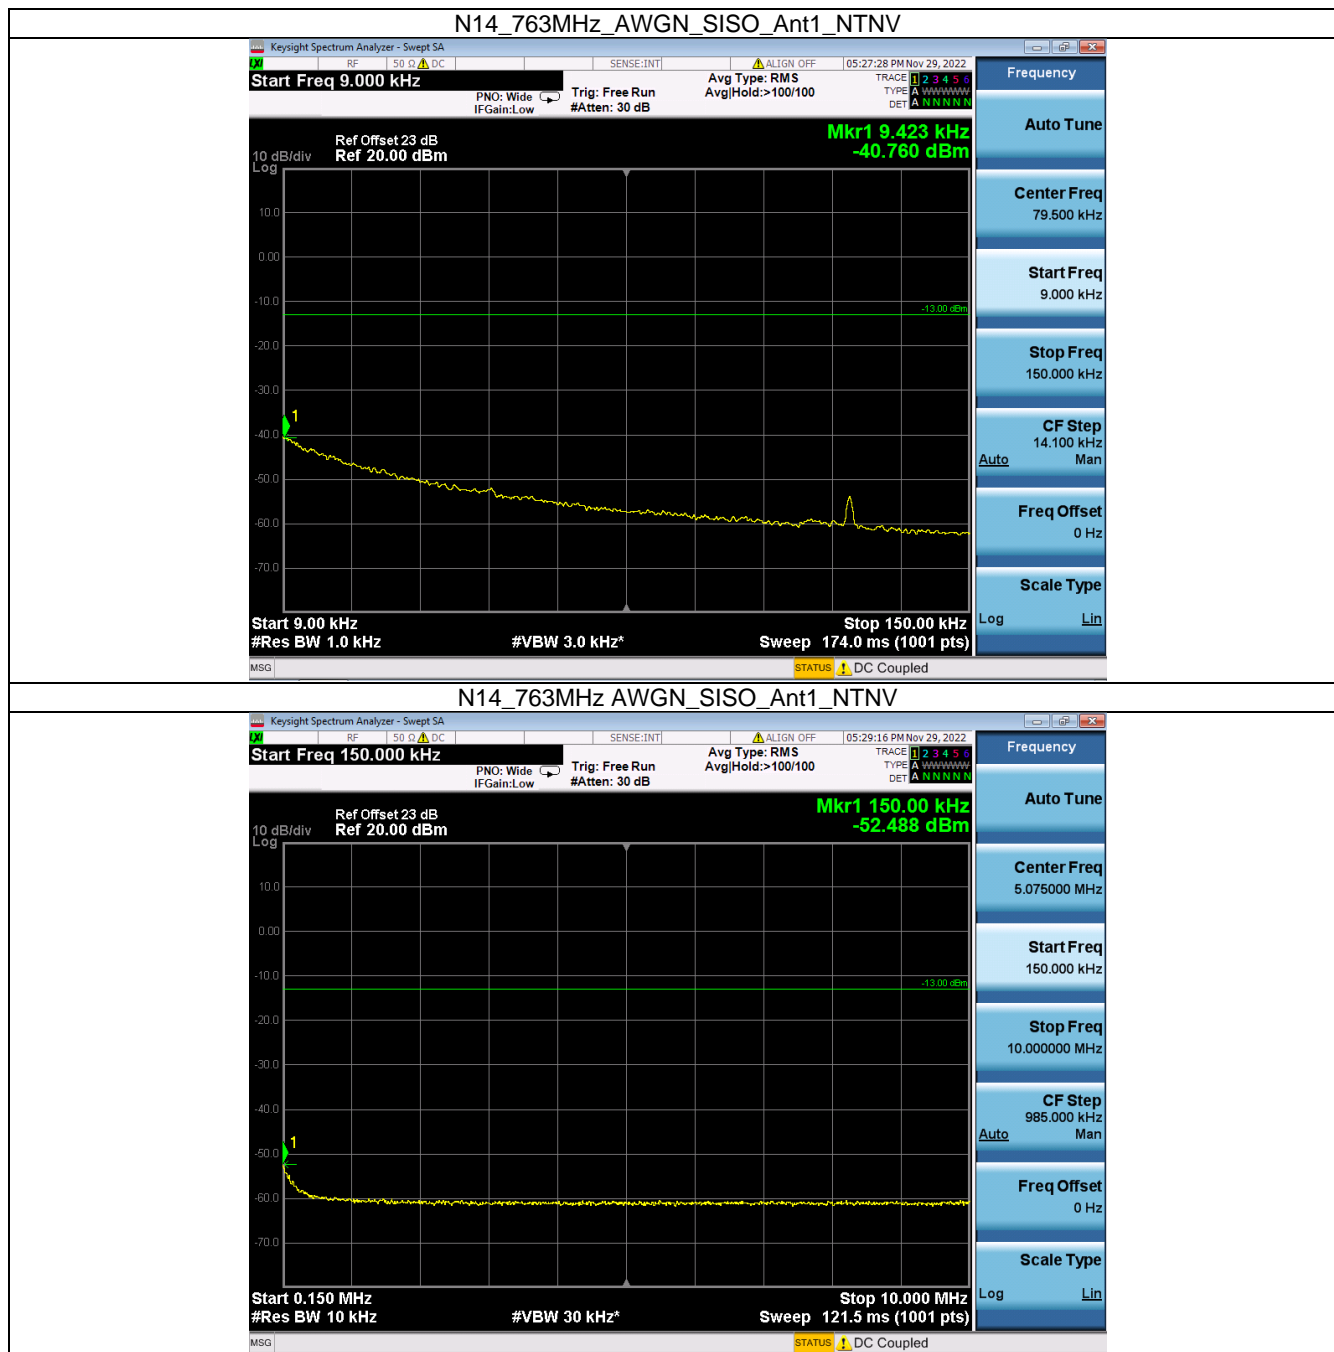 N14_763MHz_AWGN_SISO_Ant1_NTNV
Keysight Spectrum Analyzer - Swept SA
LXI RF 50 Ω DC SENSE:INT ALIGN OFF 05:27:28 PM Nov 29, 2022
Start Freq 9.000 kHz
PNO: Wide
IFGain:Low
Trig: Free Run
#Atten: 30 dB
Avg Type: RMS
Avg|Hold:>100/100
TRACE 1 2 3 4 5 6
TYPE A WWWWW
DET A N N N N N
Ref Offset 23 dB
Ref 20.00 dBm
10 dB/div
Log
Mkr1 9.423 kHz
-40.760 dBm
10.0
0.00
-10.0
-13.00 dBm
-20.0
-30.0
1
-40.0
-50.0
-60.0
-70.0
Start 9.00 kHz
Stop 150.00 kHz
#Res BW 1.0 kHz
#VBW 3.0 kHz*
Sweep 174.0 ms (1001 pts)
MSG
STATUS
DC Coupled
Frequency
Auto Tune
Center Freq
79.500 kHz
Start Freq
9.000 kHz
Stop Freq
150.000 kHz
CF Step
14.100 kHz
Auto Man
Freq Offset
0 Hz
Scale Type
Log Lin
N14_763MHz AWGN_SISO_Ant1_NTNV
Keysight Spectrum Analyzer - Swept SA
LXI RF 50 Ω DC SENSE:INT ALIGN OFF 05:29:16 PM Nov 29, 2022
Start Freq 150.000 kHz
PNO: Wide
IFGain:Low
Trig: Free Run
#Atten: 30 dB
Avg Type: RMS
Avg|Hold:>100/100
TRACE 1 2 3 4 5 6
TYPE A WWWWW
DET A N N N N N
Ref Offset 23 dB
Ref 20.00 dBm
10 dB/div
Log
Mkr1 150.00 kHz
-52.488 dBm
10.0
0.00
-10.0
-13.00 dBm
-20.0
-30.0
-40.0
1
-50.0
-60.0
-70.0
Start 0.150 MHz
Stop 10.000 MHz
#Res BW 10 kHz
#VBW 30 kHz*
Sweep 121.5 ms (1001 pts)
MSG
STATUS
DC Coupled
Frequency
Auto Tune
Center Freq
5.075000 MHz
Start Freq
150.000 kHz
Stop Freq
10.000000 MHz
CF Step
985.000 kHz
Auto Man
Freq Offset
0 Hz
Scale Type
Log Lin